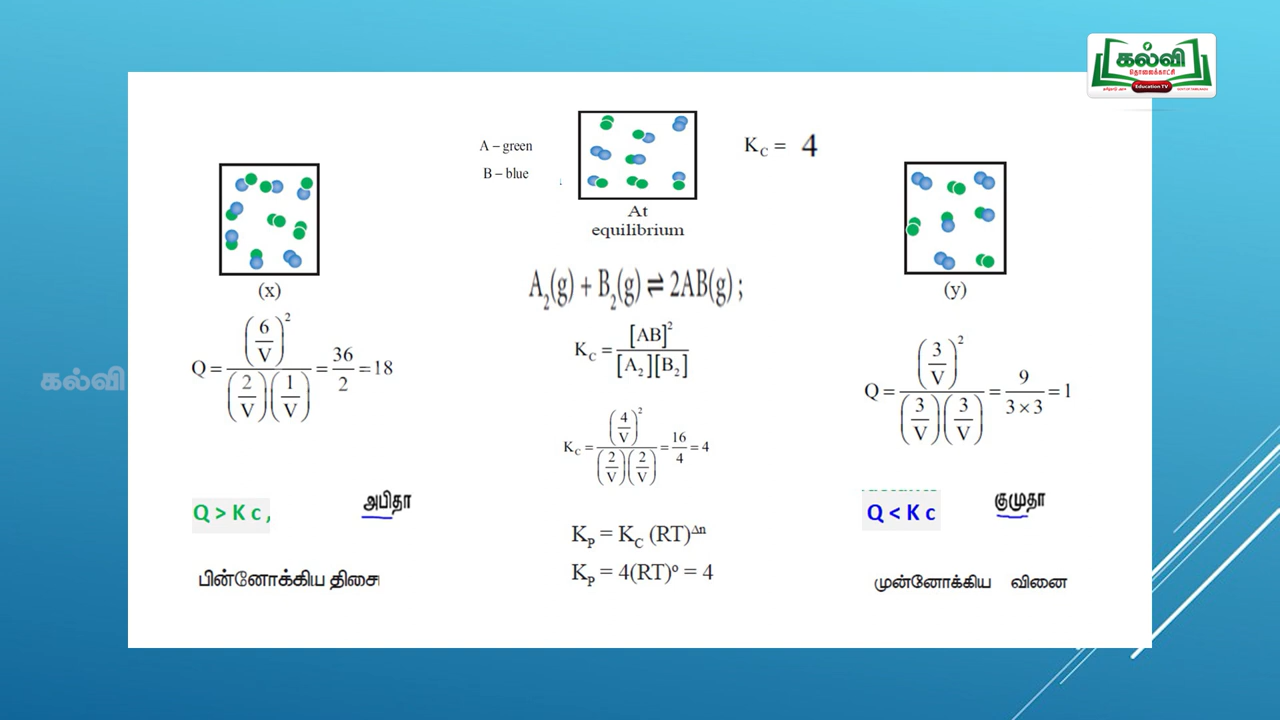 கல்வி
தொலைக்காட்சி
Education TV
A – green
B – blue
K_C = 4
At
equilibrium
(x)
(y)
A₂(g) + B₂(g) ⇌ 2AB(g) ;
K_C = [AB]² / [A₂][B₂]
Q = (6/V)² / (2/V)(1/V) = 36/2 = 18
K_C = (4/V)² / (2/V)(2/V) = 16/4 = 4
Q = (3/V)² / (3/V)(3/V) = 9/(3 × 3) = 1
கல்வி
Q > K c ,
அபிதா
Q < K c
குமுதா
K_P = K_C (RT)^Δn
K_P = 4(RT)⁰ = 4
பின்னோக்கிய திசை
முன்னோக்கிய வினை